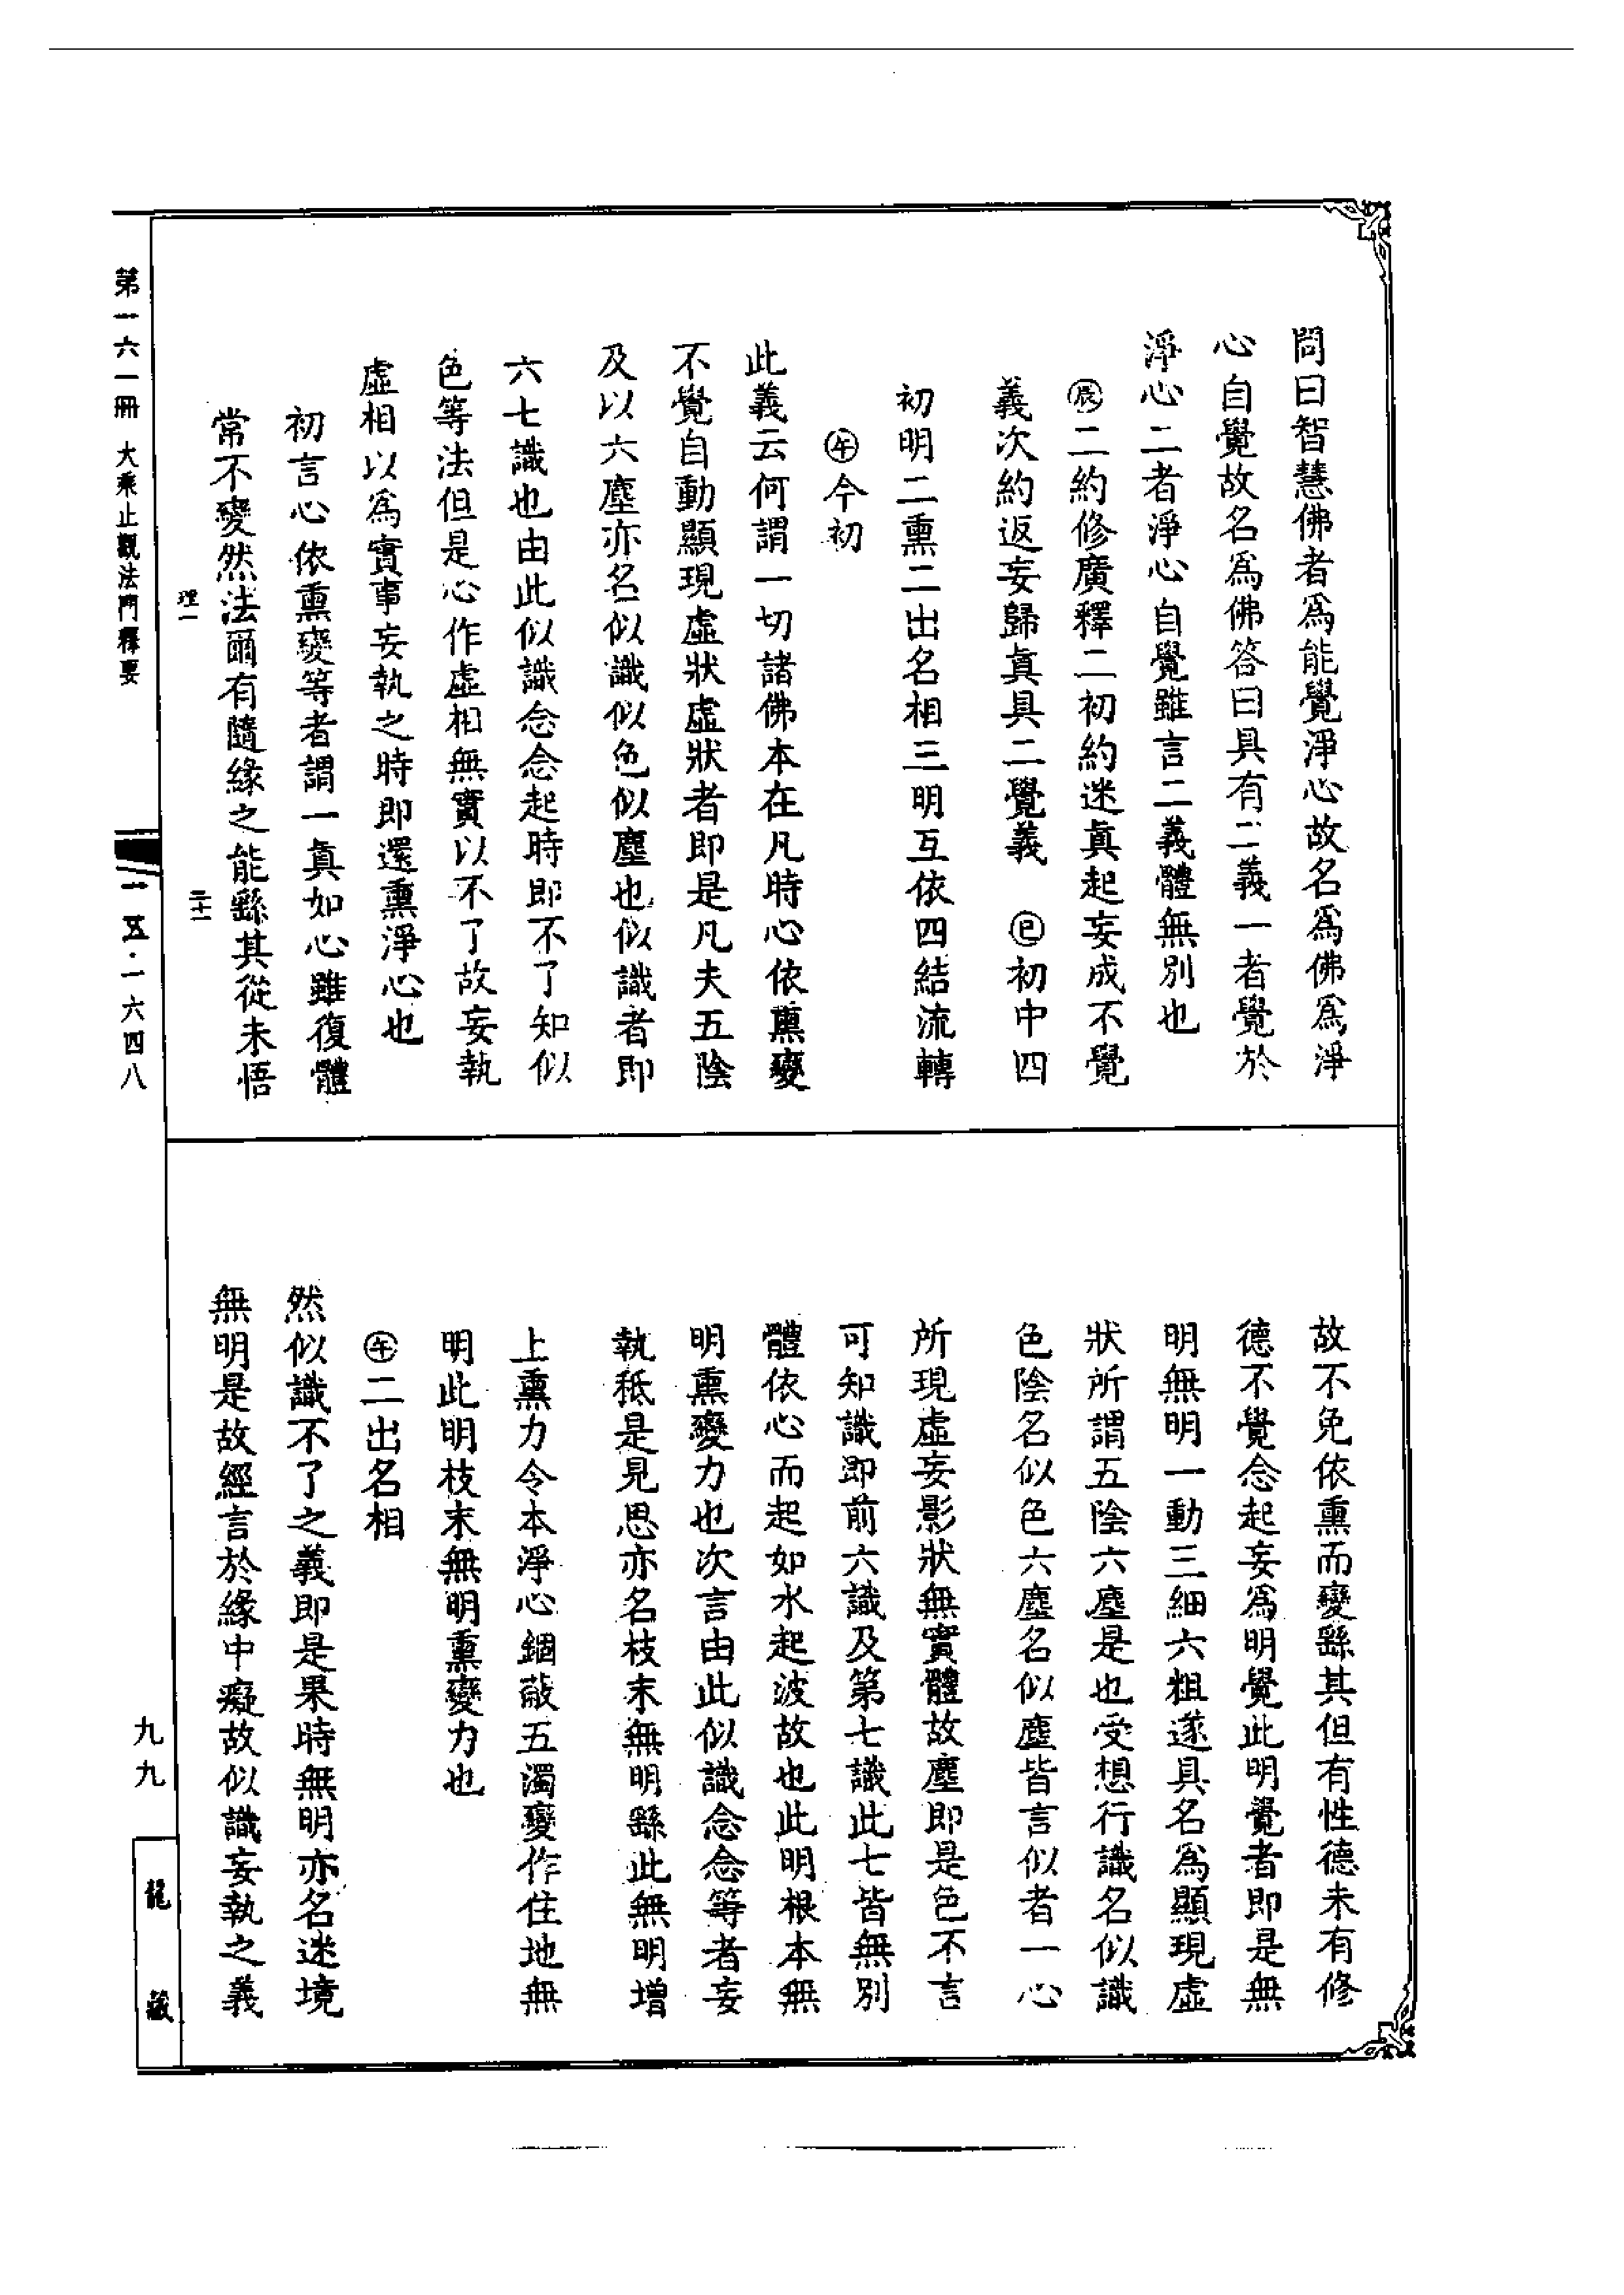 問曰智慧佛者爲能覺淨心故名爲佛爲淨
心自覺故名爲佛答曰具有二義一者覺於
淨心二者淨心自覺雖言二義體無別也
㊁二約修廣釋二初約迷眞起妄成不覺
義次約返妄歸眞具二覺義　㊂初中四
初明二熏二出名相三明互依四結流轉
㊍今初
此義云何謂一切諸佛本在凡時心依熏變
不覺自動顯現虛狀虛狀者即是凡夫五陰
及以六塵亦名似識似色似塵也似識者即
六七識也由此似識念念起時即不了知似
色等法但是心作虛相無實以不了故妄執
虛相以爲實事妄執之時即還熏淨心也
初言心依熏變等者謂一眞如心雖復體
常不變然法爾有隨緣之能繇其從未悟
故不免依熏而變繇其但有性德未有修
德不覺念起妄爲明覺此明覺者即是無
明無明一動三細六粗遂具名爲顯現虛
狀所謂五陰六塵是也受想行識名似識
色陰名似色六塵名似塵皆言似者一心
所現虛妄影狀無實體故塵即是色不言
可知識即前六識及第七識此七皆無別
體依心而起如水起波故也此明根本無
明熏變力也次言由此似識念念等者妄
執秖是見思亦名枝末無明繇此無明增
上熏力令本淨心錮蔽五濁變作住地無
明此明枝末無明熏變力也
㊍二出名相
然似識不了之義即是果時無明亦名迷境
無明是故經言於緣中癡故似識妄執之義
第一六一冊　大乘止觀法門釋要
理一
二十一
一五·一六四八
九九
龍藏